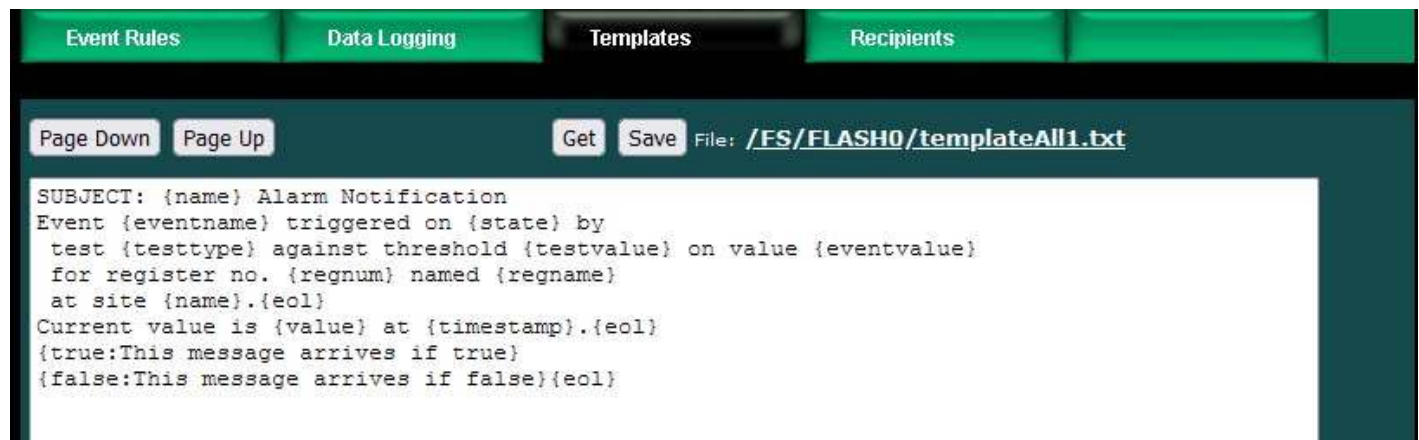 Event Rules Data Logging Templates Recipients
Page Down Page Up Get Save File: /FS/FLASH0/templateAll1.txt
SUBJECT: {name} Alarm Notification
Event {eventname} triggered on {state} by
 test {testtype} against threshold {testvalue} on value {eventvalue}
 for register no. {regnum} named {regname}
 at site {name}.{eol}
Current value is {value} at {timestamp}.{eol}
{true:This message arrives if true}
{false:This message arrives if false}{eol}